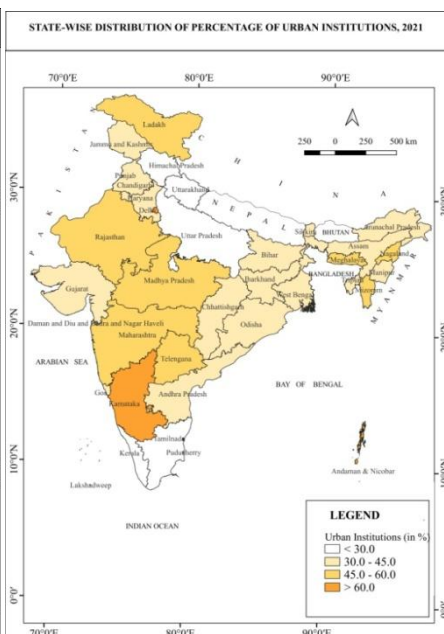 STATE-WISE DISTRIBUTION OF PERCENTAGE OF URBAN INSTITUTIONS, 2021
70°0'E 80°0'E 90°0'E
250 0 250 500 km
Ladakh
Jammu and Kashmir
CHINA
PAKISTAN
Himachal Pradesh
Punjab
Chandigarh
Uttarakhand
30°0'N
Haryana
Delhi
NEPAL
Arunachal Pradesh
Sikkim
BHUTAN
Rajasthan
Uttar Pradesh
Assam
Nagaland
Bihar
Meghalaya
Manipur
BANGLADESH
Jharkhand
West Bengal
Mizoram
MYANMAR
Gujarat
Madhya Pradesh
Chhattishgarh
20°0'N
Daman and Diu and Dadra and Nagar Haveli
Odisha
Maharashtra
Telengana
ARABIAN SEA
BAY OF BENGAL
Goa
Karnataka
Andhra Pradesh
10°0'N
Tamilnadu
Kerala
Puducherry
Lakshadweep
Andaman & Nicobar
INDIAN OCEAN
LEGEND
Urban Institutions (in %)
< 30.0
30.0 - 45.0
45.0 - 60.0
> 60.0
0°0'
70°0'E 80°0'E 90°0'E